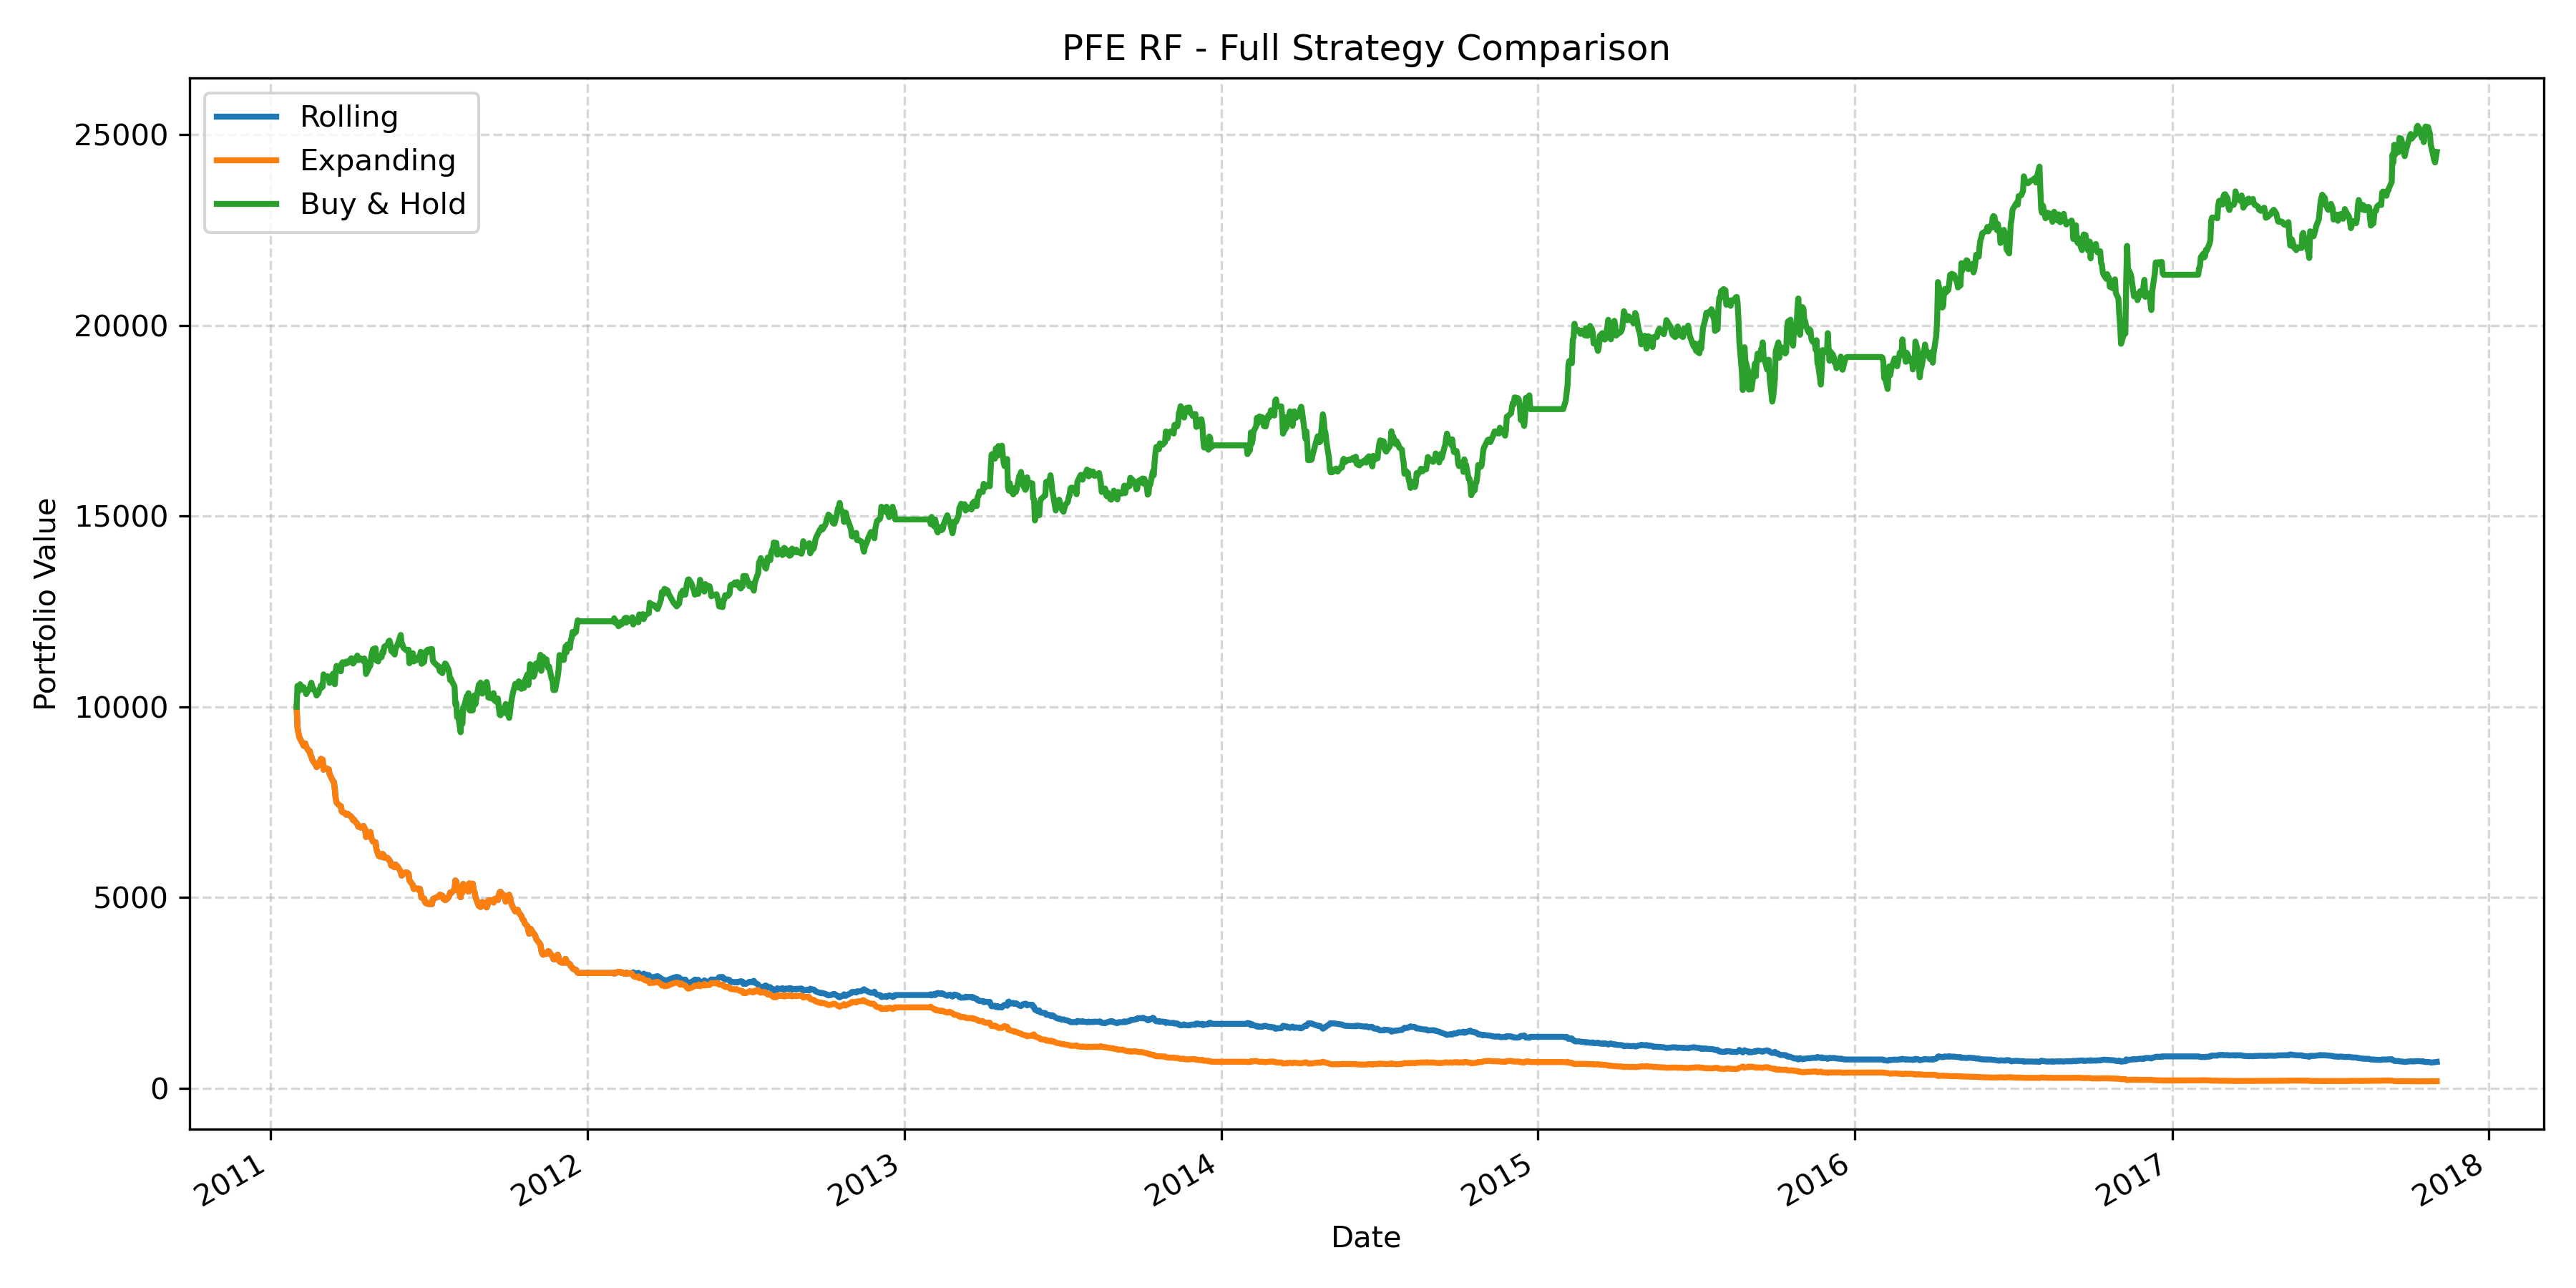 PFE RF - Full Strategy Comparison
Rolling
Expanding
Buy & Hold
Portfolio Value
25000
20000
15000
10000
5000
0
2011
2012
2013
2014
2015
2016
2017
2018
Date